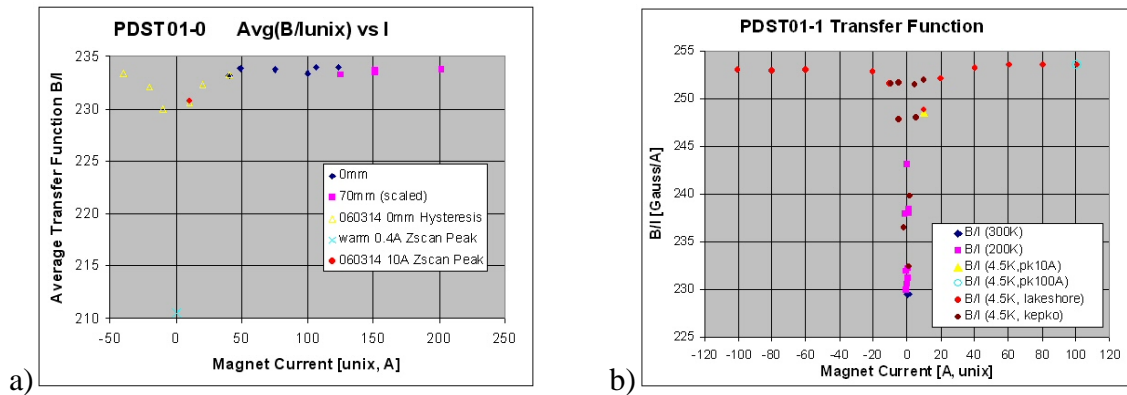 PDST01-0 Avg(B/Iunix) vs I
Average Transfer Function B/I
235
230
225
220
215
210
-50
0
50
100
150
200
250
Magnet Current [unix, A]
0mm
70mm (scaled)
060314 0mm Hysteresis
warm 0.4A Zscan Peak
060314 10A Zscan Peak
a)
PDST01-1 Transfer Function
B/I [Gauss/A]
255
250
245
240
235
230
225
-120 -100 -80 -60 -40 -20 0 20 40 60 80 100 120
Magnet Current [A, unix]
B/I (300K)
B/I (200K)
B/I (4.5K,pk10A)
B/I (4.5K,pk100A)
B/I (4.5K, lakeshore)
B/I (4.5K, kepko)
b)